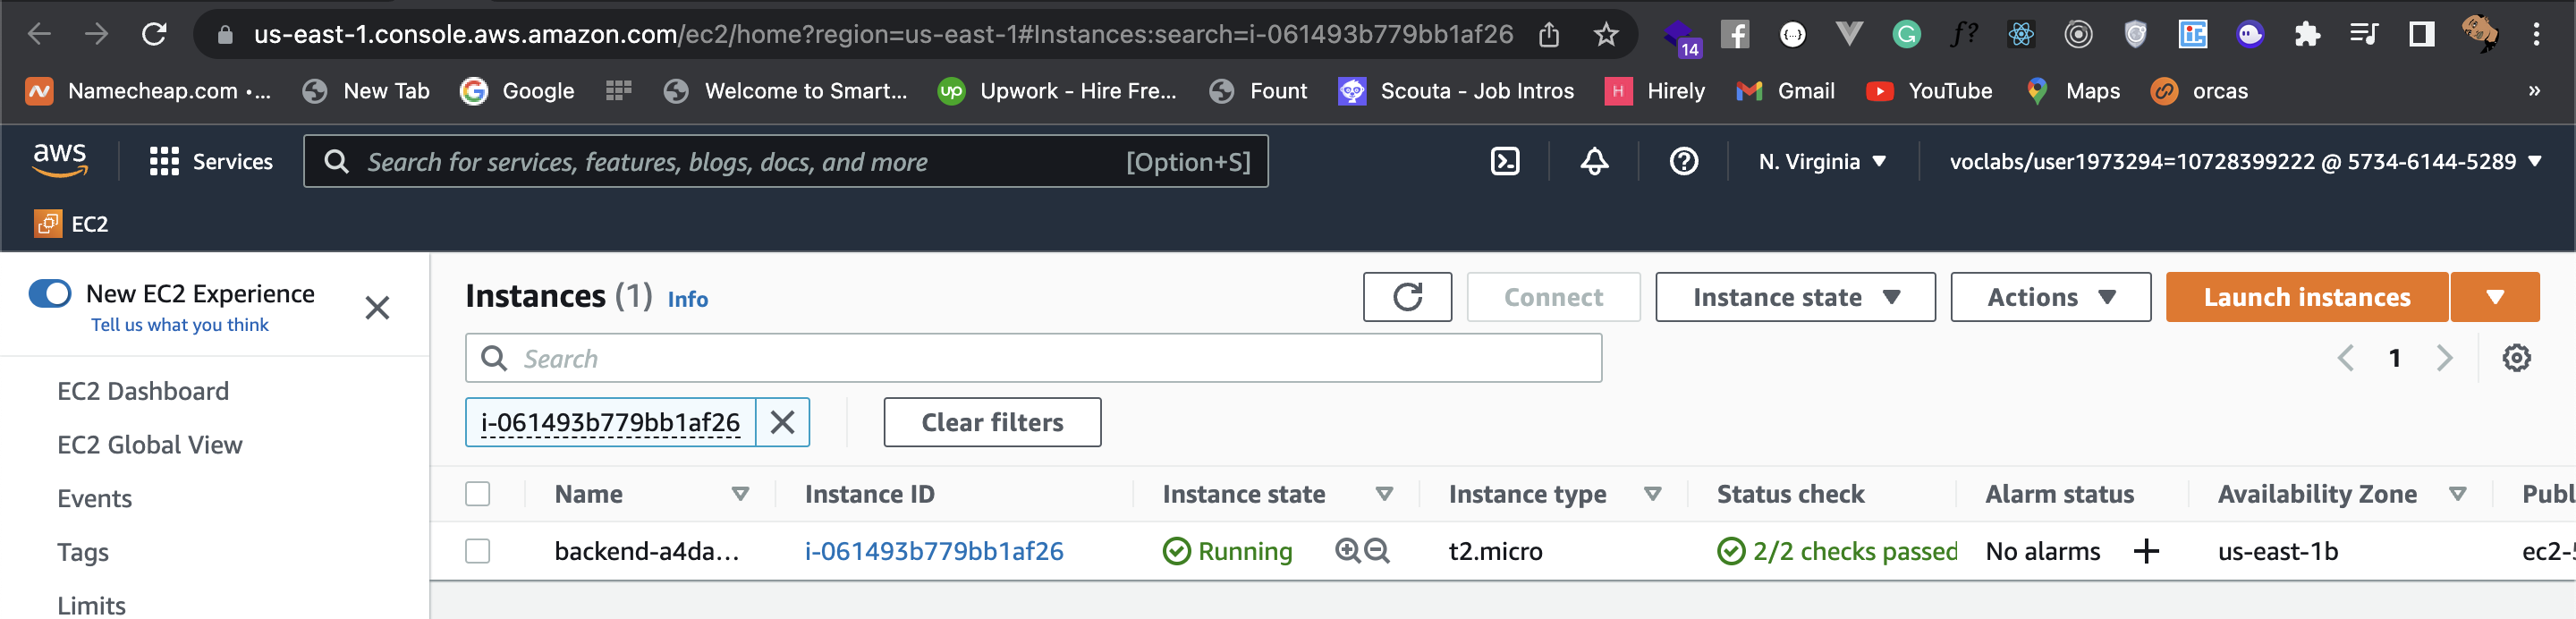 us-east-1.console.aws.amazon.com/ec2/home?region=us-east-1#Instances:search=i-061493b779bb1af26
14
Namecheap.com •... New Tab Google Welcome to Smart... Upwork - Hire Fre... Fount Scouta - Job Intros Hirely Gmail YouTube Maps orcas »
aws Services Search for services, features, blogs, docs, and more [Option+S] N. Virginia voclabs/user1973294=10728399222 @ 5734-6144-5289
EC2
New EC2 Experience
Tell us what you think
EC2 Dashboard
EC2 Global View
Events
Tags
Limits
Instances (1) Info Connect Instance state Actions Launch instances
Search 1
i-061493b779bb1af26 Clear filters
Name Instance ID Instance state Instance type Status check Alarm status Availability Zone Publ
backend-a4da... i-061493b779bb1af26 Running t2.micro 2/2 checks passed No alarms + us-east-1b ec2-5